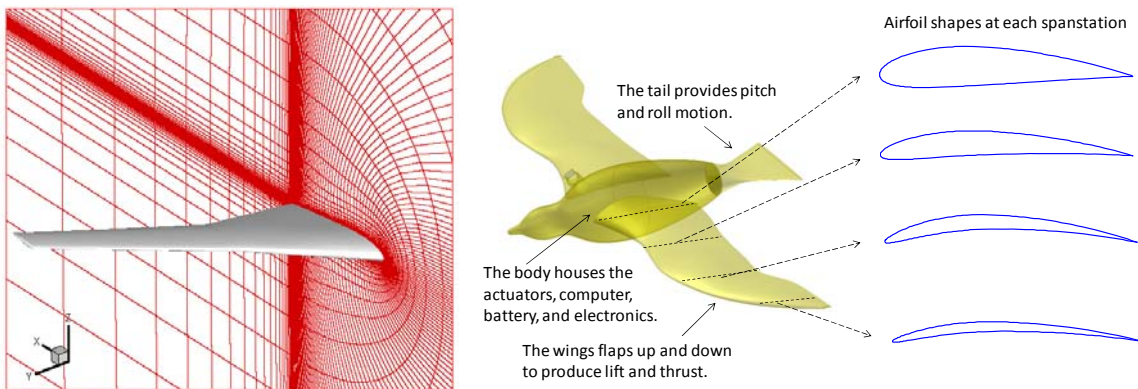 Airfoil shapes at each spanstation
The tail provides pitch
and roll motion.
The body houses the
actuators, computer,
battery, and electronics.
The wings flaps up and down
to produce lift and thrust.
Z
X
Y